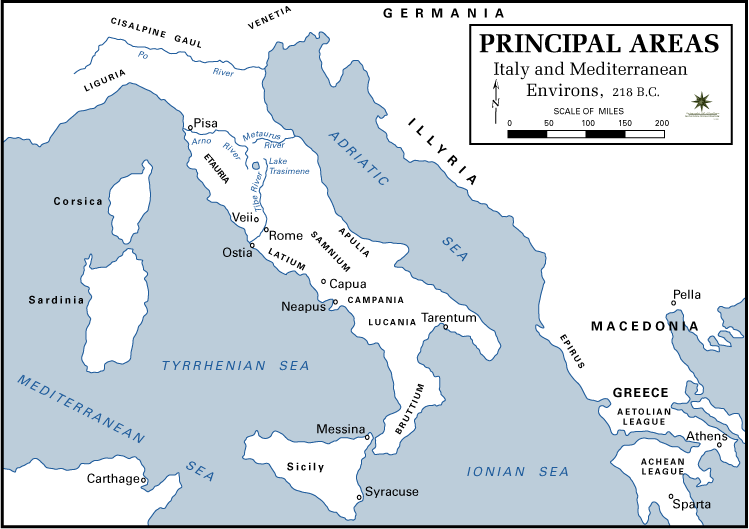 GERMANIA
VENETIA
CISALPINE GAUL
Po
River
LIGURIA
PRINCIPAL AREAS
Italy and Mediterranean
Environs, 218 B.C.
N
SCALE OF MILES
0 50 100 150 200
Pisa
Arno
River
Metaurus
River
ETAURIA
Lake
Trasimene
Tibe River
ADRIATIC
SEA
ILLYRIA
Corsica
Veii
Rome
Ostia
LATIUM
SAMNIUM
APULIA
Capua
Neapus
CAMPANIA
LUCANIA
Tarentum
Sardinia
Pella
MACEDONIA
EPIRUS
TYRRHENIAN SEA
MEDITERRANEAN
SEA
BRUTTIUM
GREECE
AETOLIAN
LEAGUE
Athens
Messina
Sicily
Carthage
Syracuse
IONIAN SEA
ACHEAN
LEAGUE
Sparta